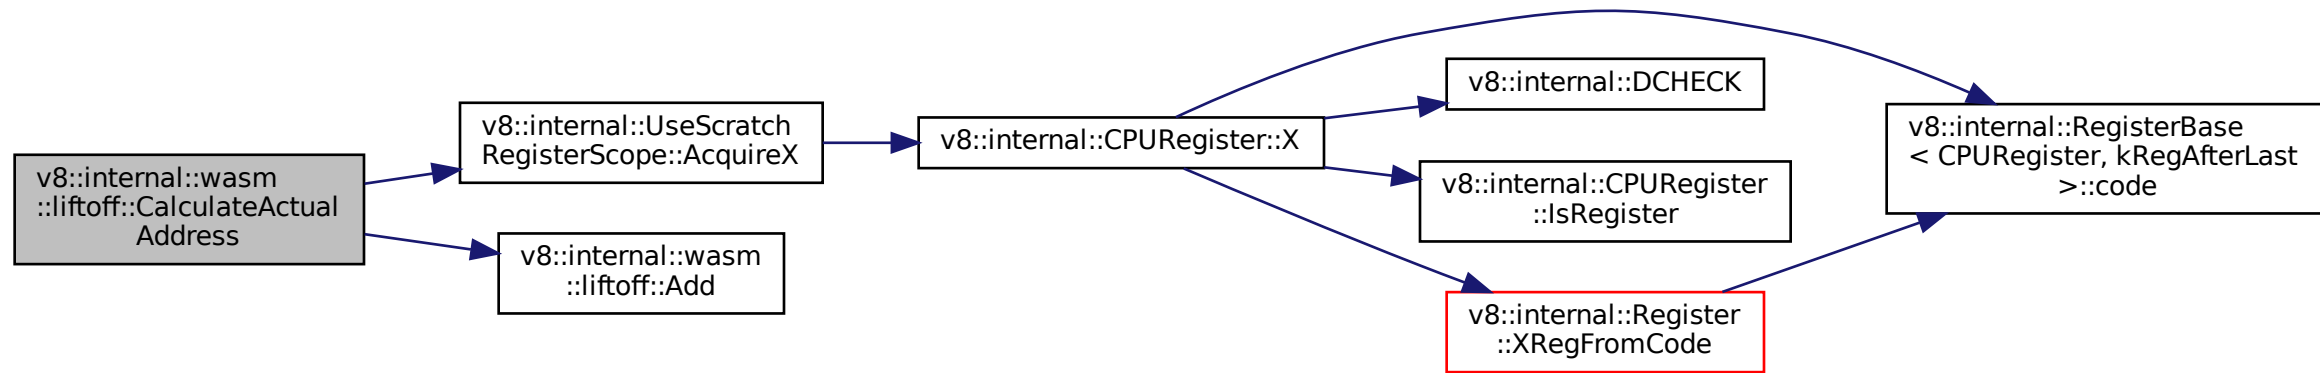 v8::internal::wasm
::liftoff::CalculateActual
Address
v8::internal::UseScratch
RegisterScope::AcquireX
v8::internal::wasm
::liftoff::Add
v8::internal::CPURegister::X
v8::internal::DCHECK
v8::internal::CPURegister
::IsRegister
v8::internal::Register
::XRegFromCode
v8::internal::RegisterBase
< CPURegister, kRegAfterLast
>::code